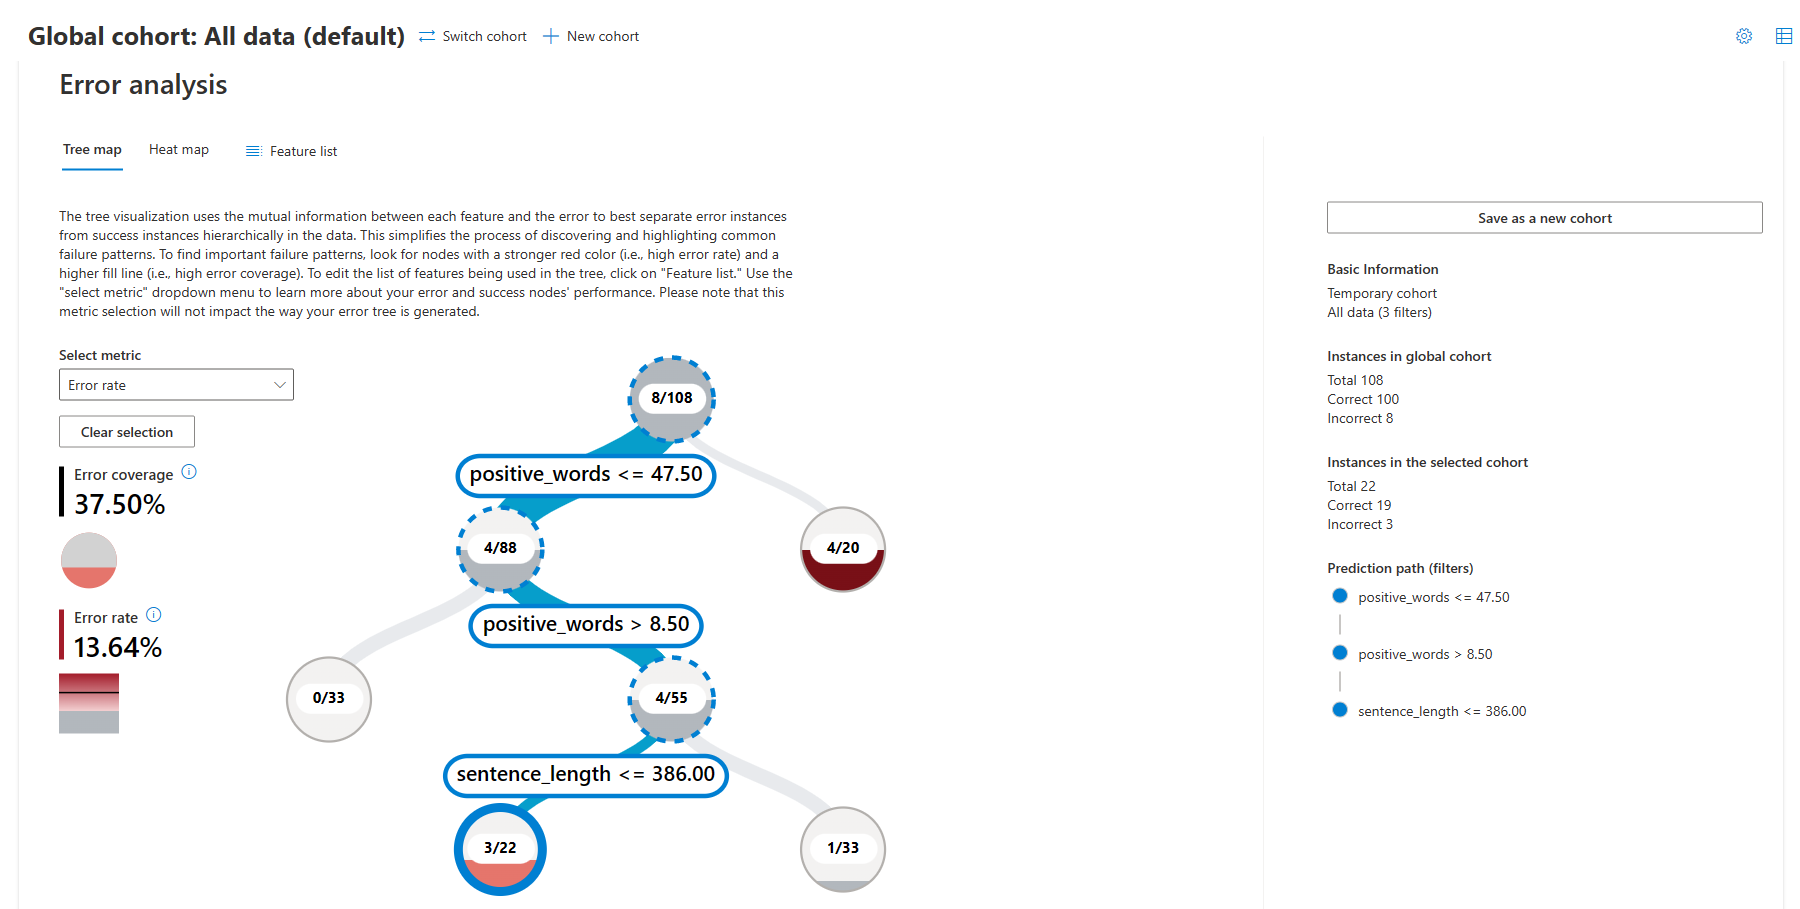 Global cohort: All data (default)
Switch cohort
New cohort
Error analysis
Tree map
Heat map
Feature list
The tree visualization uses the mutual information between each feature and the error to best separate error instances
from success instances hierarchically in the data. This simplifies the process of discovering and highlighting common
failure patterns. To find important failure patterns, look for nodes with a stronger red color (i.e., high error rate) and a
higher fill line (i.e., high error coverage). To edit the list of features being used in the tree, click on "Feature list." Use the
"select metric" dropdown menu to learn more about your error and success nodes' performance. Please note that this
metric selection will not impact the way your error tree is generated.
Select metric
Error rate
Clear selection
Error coverage
37.50%
Error rate
13.64%
8/108
positive_words <= 47.50
4/88
4/20
positive_words > 8.50
0/33
4/55
sentence_length <= 386.00
3/22
1/33
Save as a new cohort
Basic Information
Temporary cohort
All data (3 filters)
Instances in global cohort
Total 108
Correct 100
Incorrect 8
Instances in the selected cohort
Total 22
Correct 19
Incorrect 3
Prediction path (filters)
positive_words <= 47.50
positive_words > 8.50
sentence_length <= 386.00